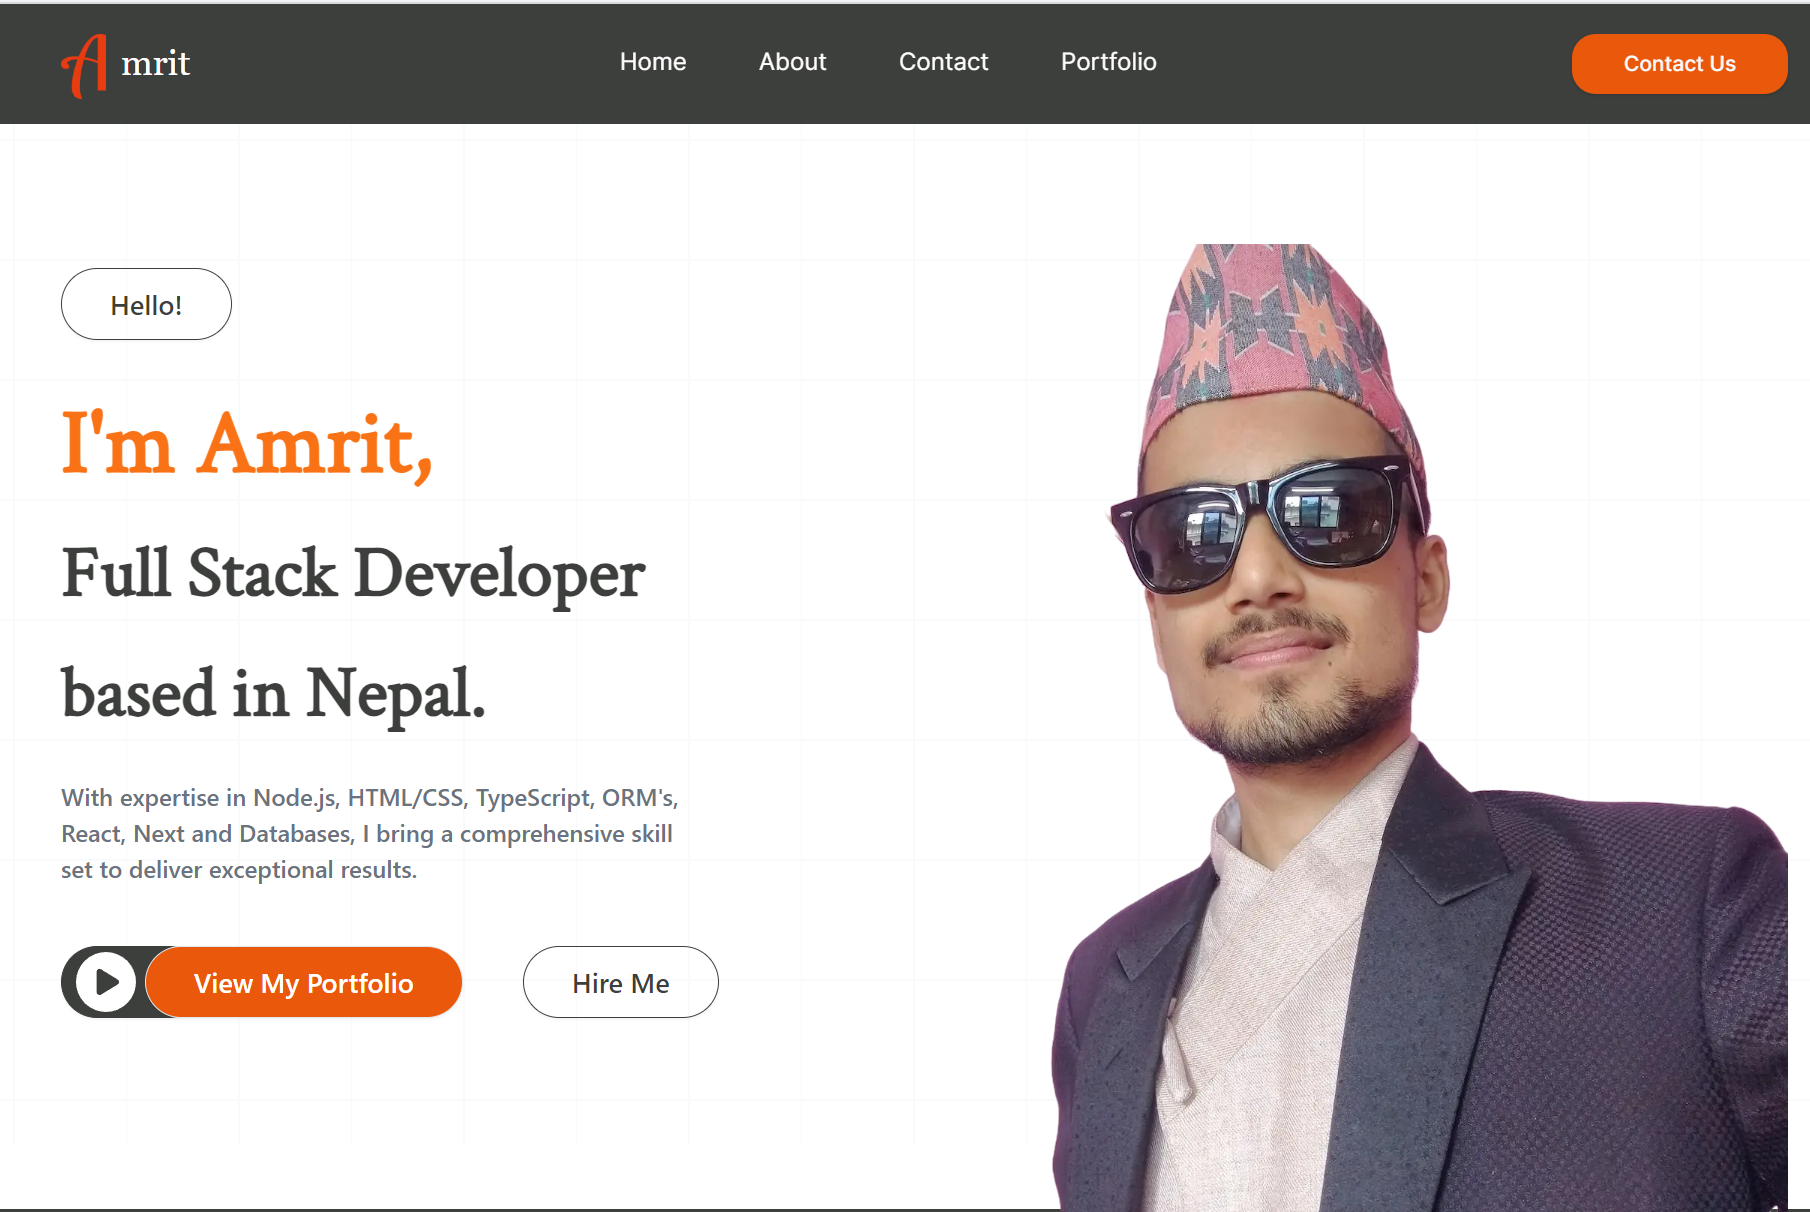 Amrit
Home
About
Contact
Portfolio
Contact Us
Hello!
I'm Amrit,
Full Stack Developer
based in Nepal.
With expertise in Node.js, HTML/CSS, TypeScript, ORM's,
React, Next and Databases, I bring a comprehensive skill
set to deliver exceptional results.
View My Portfolio
Hire Me